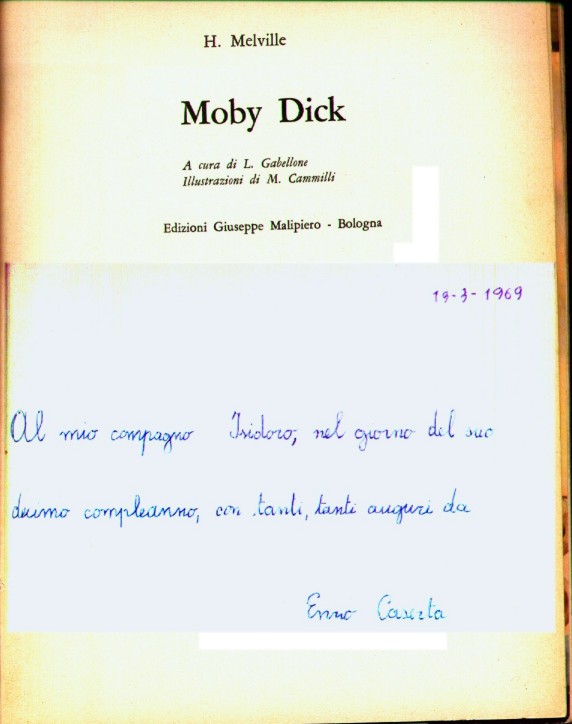 H. Melville
Moby Dick
A cura di L. Gabellone
Illustrazioni di M. Cammilli
Edizioni Giuseppe Malipiero - Bologna
19-3-1969
Al mio compagno Isidoro, nel giorno del suo
decimo compleanno, con tanti, tanti auguri da
Ennio Caserta